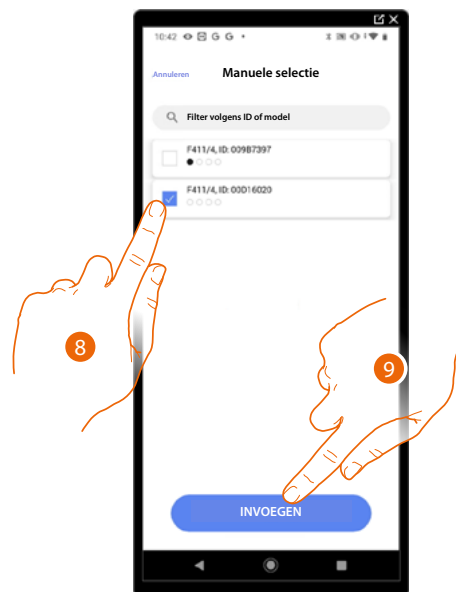 10:42 G G
Annuleren Manuele selectie
Filter volgens ID of model
F411/4, ID: 009B7397
F411/4, ID: 00D16020
8
9
INVOEGEN